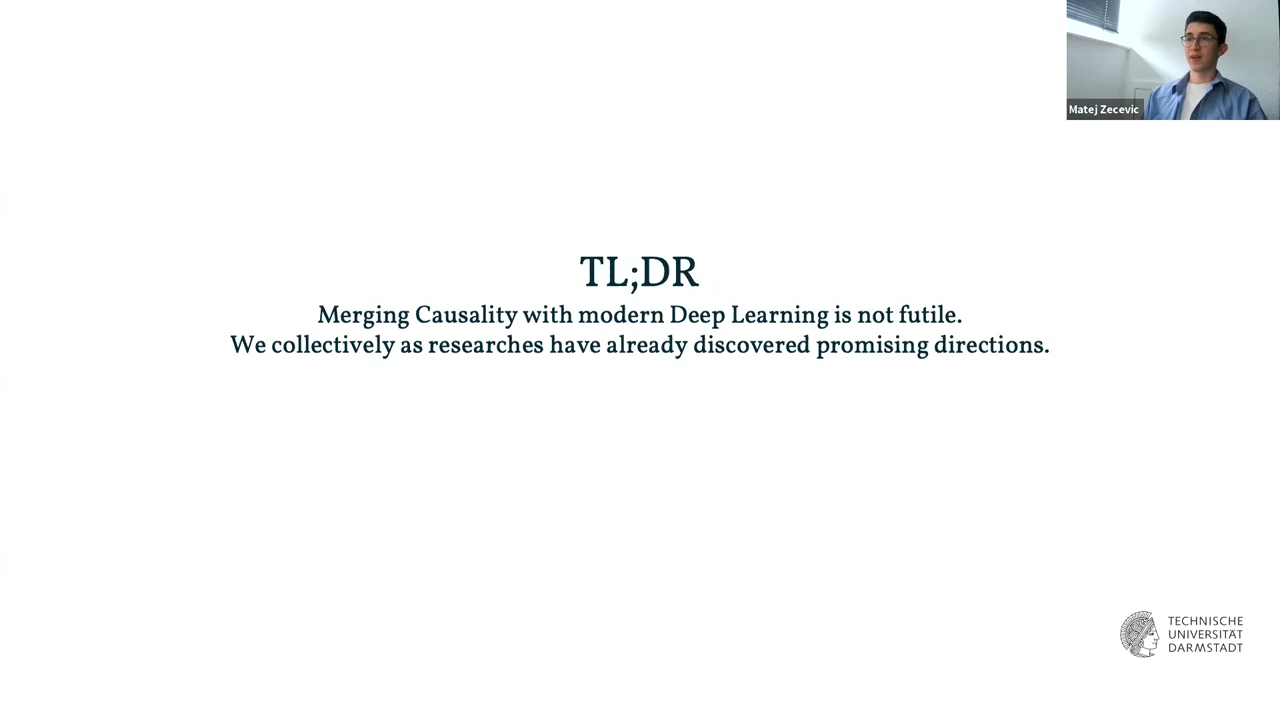 Matej Zecevic
TL;DR
Merging Causality with modern Deep Learning is not futile.
We collectively as researches have already discovered promising directions.
TECHNISCHE
UNIVERSITÄT
DARMSTADT